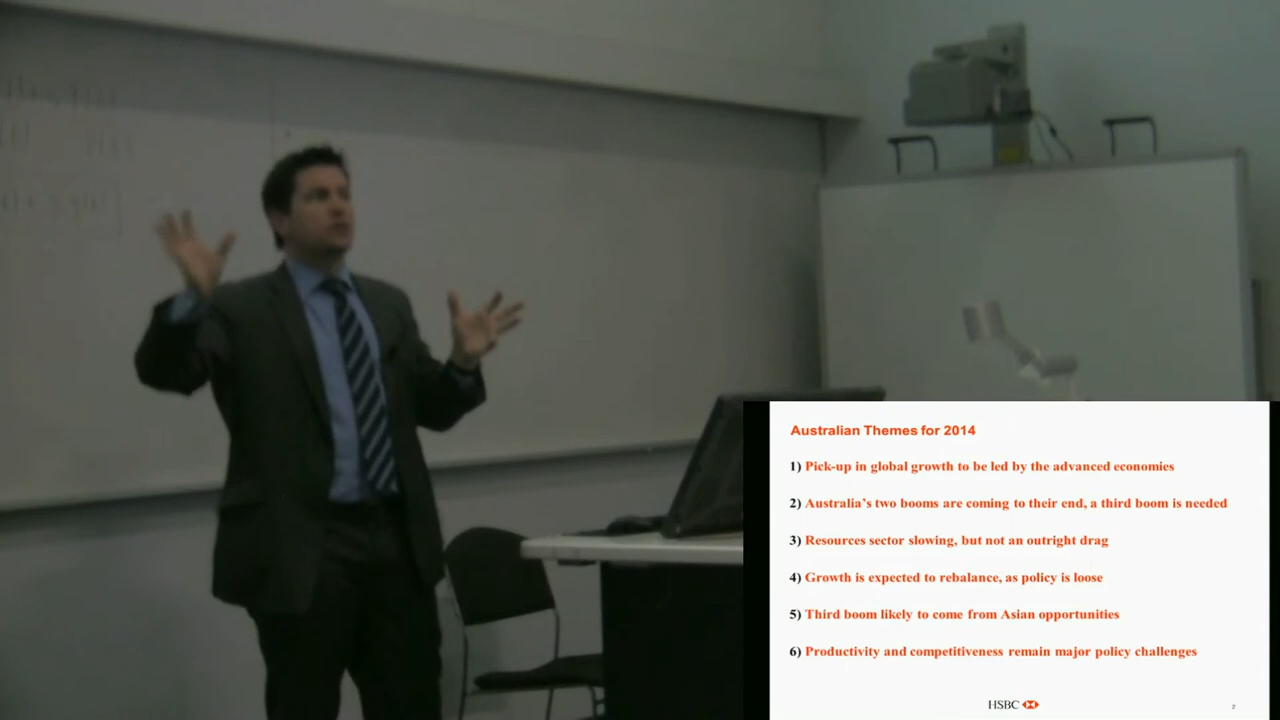 Australian Themes for 2014
1) Pick-up in global growth to be led by the advanced economies
2) Australia's two booms are coming to their end, a third boom is needed
3) Resources sector slowing, but not an outright drag
4) Growth is expected to rebalance, as policy is loose
5) Third boom likely to come from Asian opportunities
6) Productivity and competitiveness remain major policy challenges
HSBC
2